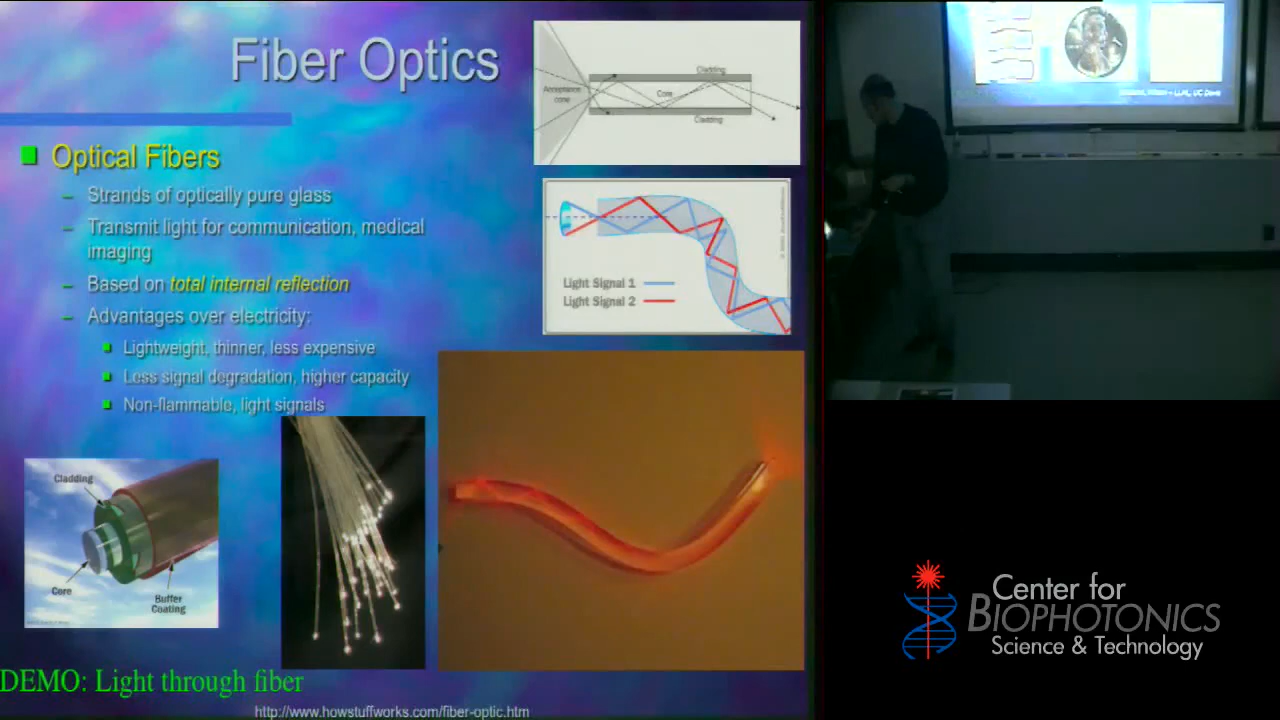 Fiber Optics
Optical Fibers
– Strands of optically pure glass
– Transmit light for communication, medical
imaging
– Based on total internal reflection
– Advantages over electricity:
Lightweight, thinner, less expensive
Less signal degradation, higher capacity
Non-flammable, light signals
Cladding
Acceptance
cone
Core
Cladding
Light Signal 1
Light Signal 2
Cladding
Core
Buffer
Coating
DEMO: Light through fiber
http://www.howstuffworks.com/fiber-optic.htm
Center for
BIOPHOTONICS
Science & Technology